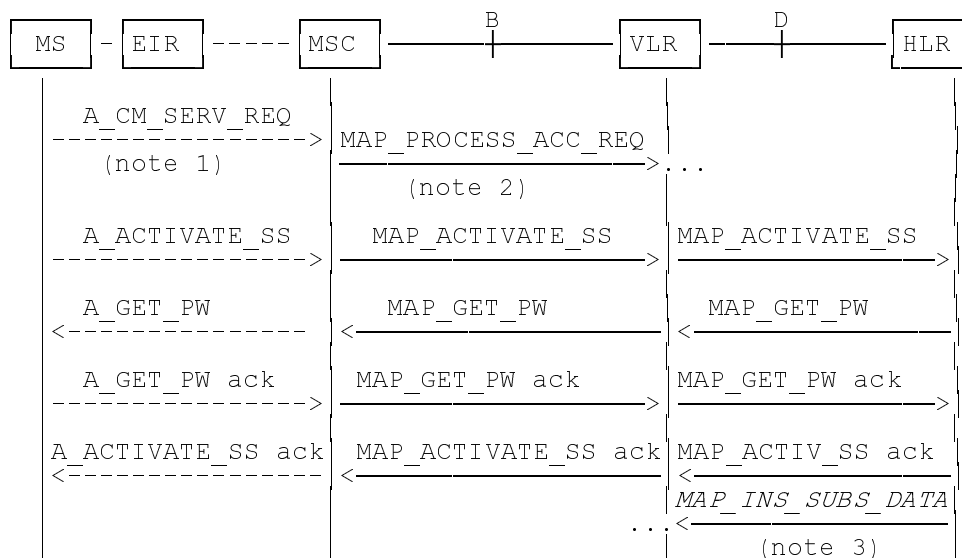 B D
MS EIR MSC VLR HLR
A_CM_SERV_REQ
MAP_PROCESS_ACC_REQ
(note 1)
...
(note 2)
A_ACTIVATE_SS MAP_ACTIVATE_SS MAP_ACTIVATE_SS
A_GET_PW MAP_GET_PW MAP_GET_PW
A_GET_PW ack MAP_GET_PW ack MAP_GET_PW ack
A_ACTIVATE_SS ack MAP_ACTIVATE_SS ack MAP_ACTIV_SS ack
MAP_INS_SUBS_DATA
...
(note 3)